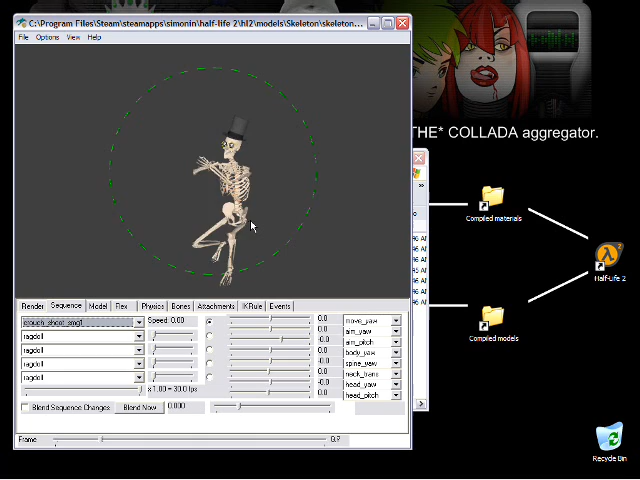 C:\Program Files\Steam\steamapps\simonin\half-life 2\hl2\models\Skeleton\skeleton...
File Options View Help
THE* COLLADA aggregator.
Compiled materials
Half-Life 2
Compiled models
Recycle Bin
Render Sequence Model Flex Physics Bones Attachments IKRule Events
crouch_shoot_smg1 Speed: 0.00 0.0 move_yaw
-0.0 aim_yaw
ragdoll 0.0 aim_pitch
ragdoll -0.0 body_yaw
-0.0 spine_yaw
ragdoll 0.0 neck_trans
ragdoll -0.0 head_yaw
x 1.00 = 30.0 fps 0.0 head_pitch
Blend Sequence Changes Blend Now 0.000
Frame